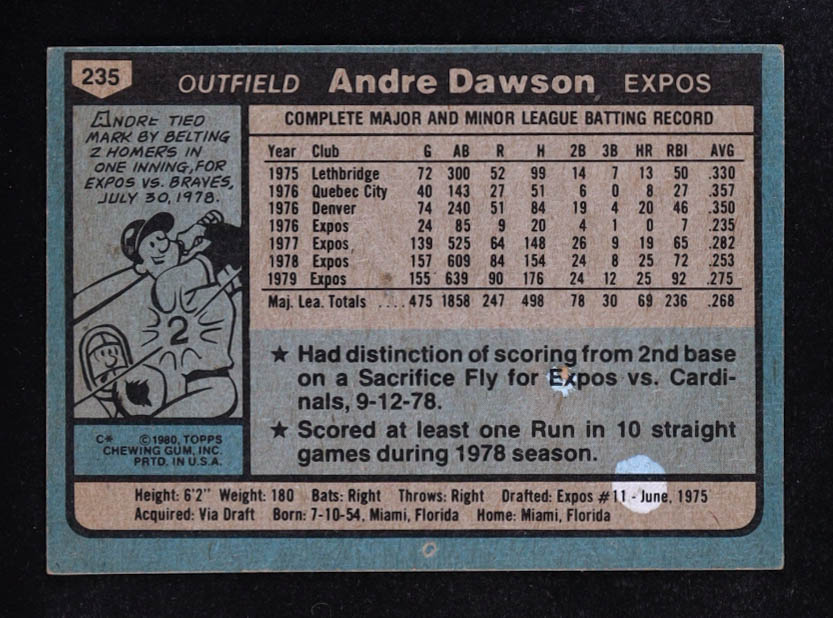 235 OUTFIELD Andre Dawson EXPOS
ANDRE TIED
MARK BY BELTING
2 HOMERS IN
ONE INNING, FOR
EXPOS VS. BRAVES,
JULY 30, 1978.
2
C* ©1980, TOPPS
CHEWING GUM, INC.
PRTD. IN U.S.A.
COMPLETE MAJOR AND MINOR LEAGUE BATTING RECORD
Year Club G AB R H 2B 3B HR RBI AVG
1975 Lethbridge 72 300 52 99 14 7 13 50 .330
1976 Quebec City 40 143 27 51 6 0 8 27 .357
1976 Denver 74 240 51 84 19 4 20 46 .350
1976 Expos 24 85 9 20 4 1 0 7 .235
1977 Expos 139 525 64 148 26 9 19 65 .282
1978 Expos 157 609 84 154 24 8 25 72 .253
1979 Expos 155 639 90 176 24 12 25 92 .275
Maj. Lea. Totals .... 475 1858 247 498 78 30 69 236 .268
★ Had distinction of scoring from 2nd base
on a Sacrifice Fly for Expos vs. Cardi-
nals, 9-12-78.
★ Scored at least one Run in 10 straight
games during 1978 season.
Height: 6'2" Weight: 180 Bats: Right Throws: Right Drafted: Expos #11 - June, 1975
Acquired: Via Draft Born: 7-10-54, Miami, Florida Home: Miami, Florida